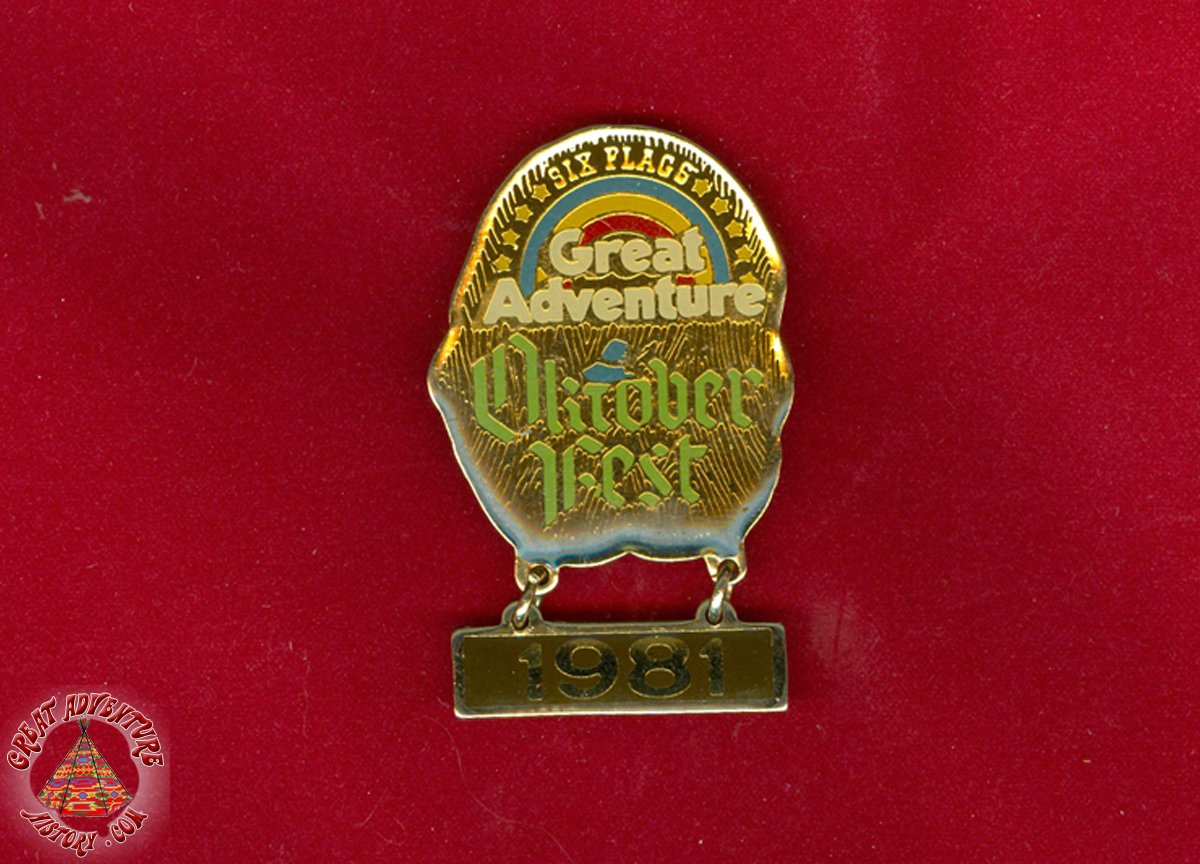 SIX FLAGS
Great
Adventure
Oktober
Fest
1981
GREAT ADVENTURE
HISTORY.COM